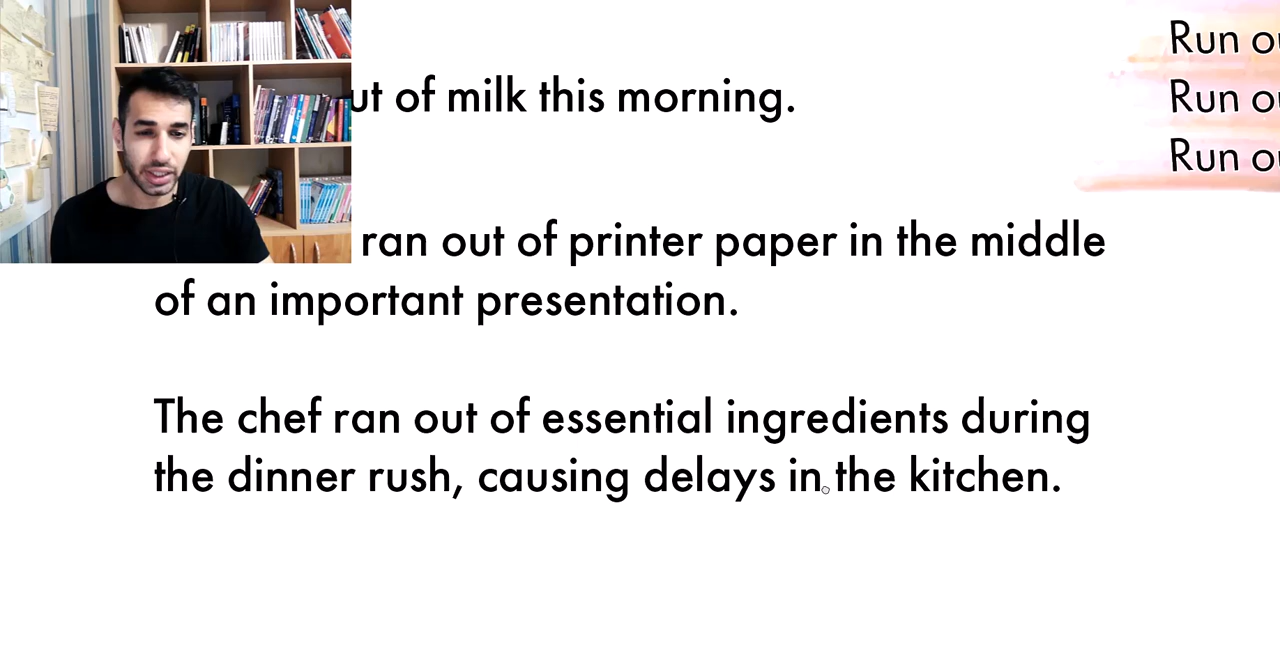 of milk this morning.
ran out of printer paper in the middle
of an important presentation.
The chef ran out of essential ingredients during
the dinner rush, causing delays in the kitchen.
Run
Run
Run